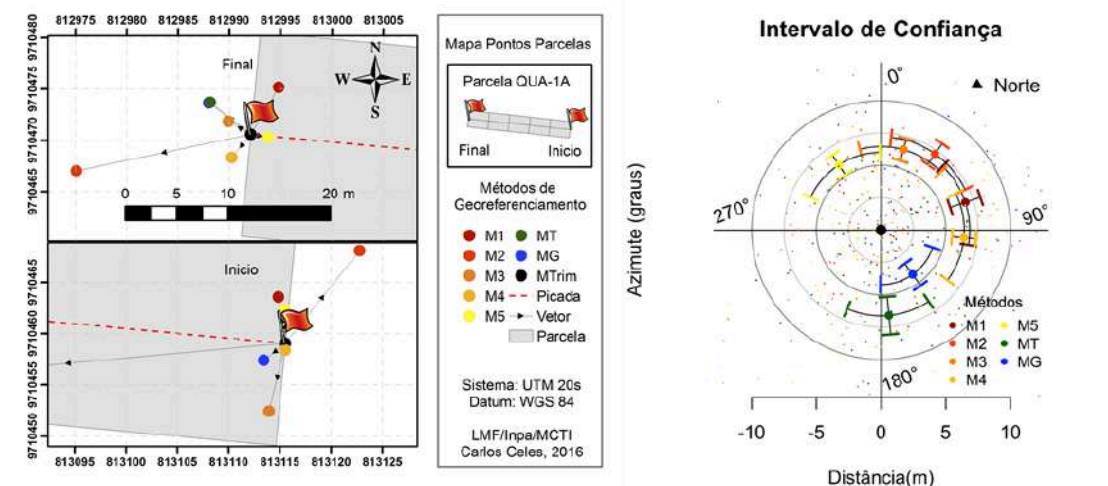 812975 812980 812985 812990 812995 813000 813005
9710480
9710475
9710470
9710465
Final
N
W E
S
0 5 10 20 m
9710465
9710460
9710455
9710450
Inicio
813095 813100 813105 813110 813115 813120 813125
Mapa Pontos Parcelas
Parcela QUA-1A
Final Inicio
Métodos de
Georeferenciamento
M1 MT
M2 MG
M3 MTrim
M4 Picada
M5 Vetor
Parcela
Sistema: UTM 20s
Datum: WGS 84
LMF/Inpa/MCTI
Carlos Celes, 2016
Intervalo de Confiança
0°
Norte
270°
90°
180°
Azimute (graus)
Métodos
M1 M5
M2 MT
M3 MG
M4
-10 -5 0 5 10
Distância(m)